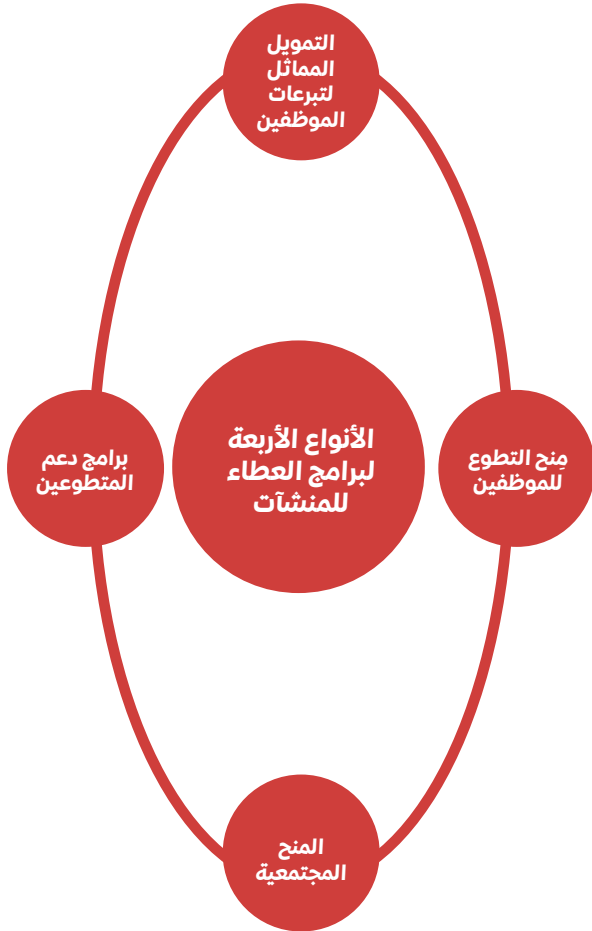 التمويل
المماثل
لتبرعات
الموظفين
الأنواع الأربعة
لبرامج العطاء
للمنشآت
مِنح التطوع
للموظفين
برامج دعم
المتطوعين
المنح
المجتمعية